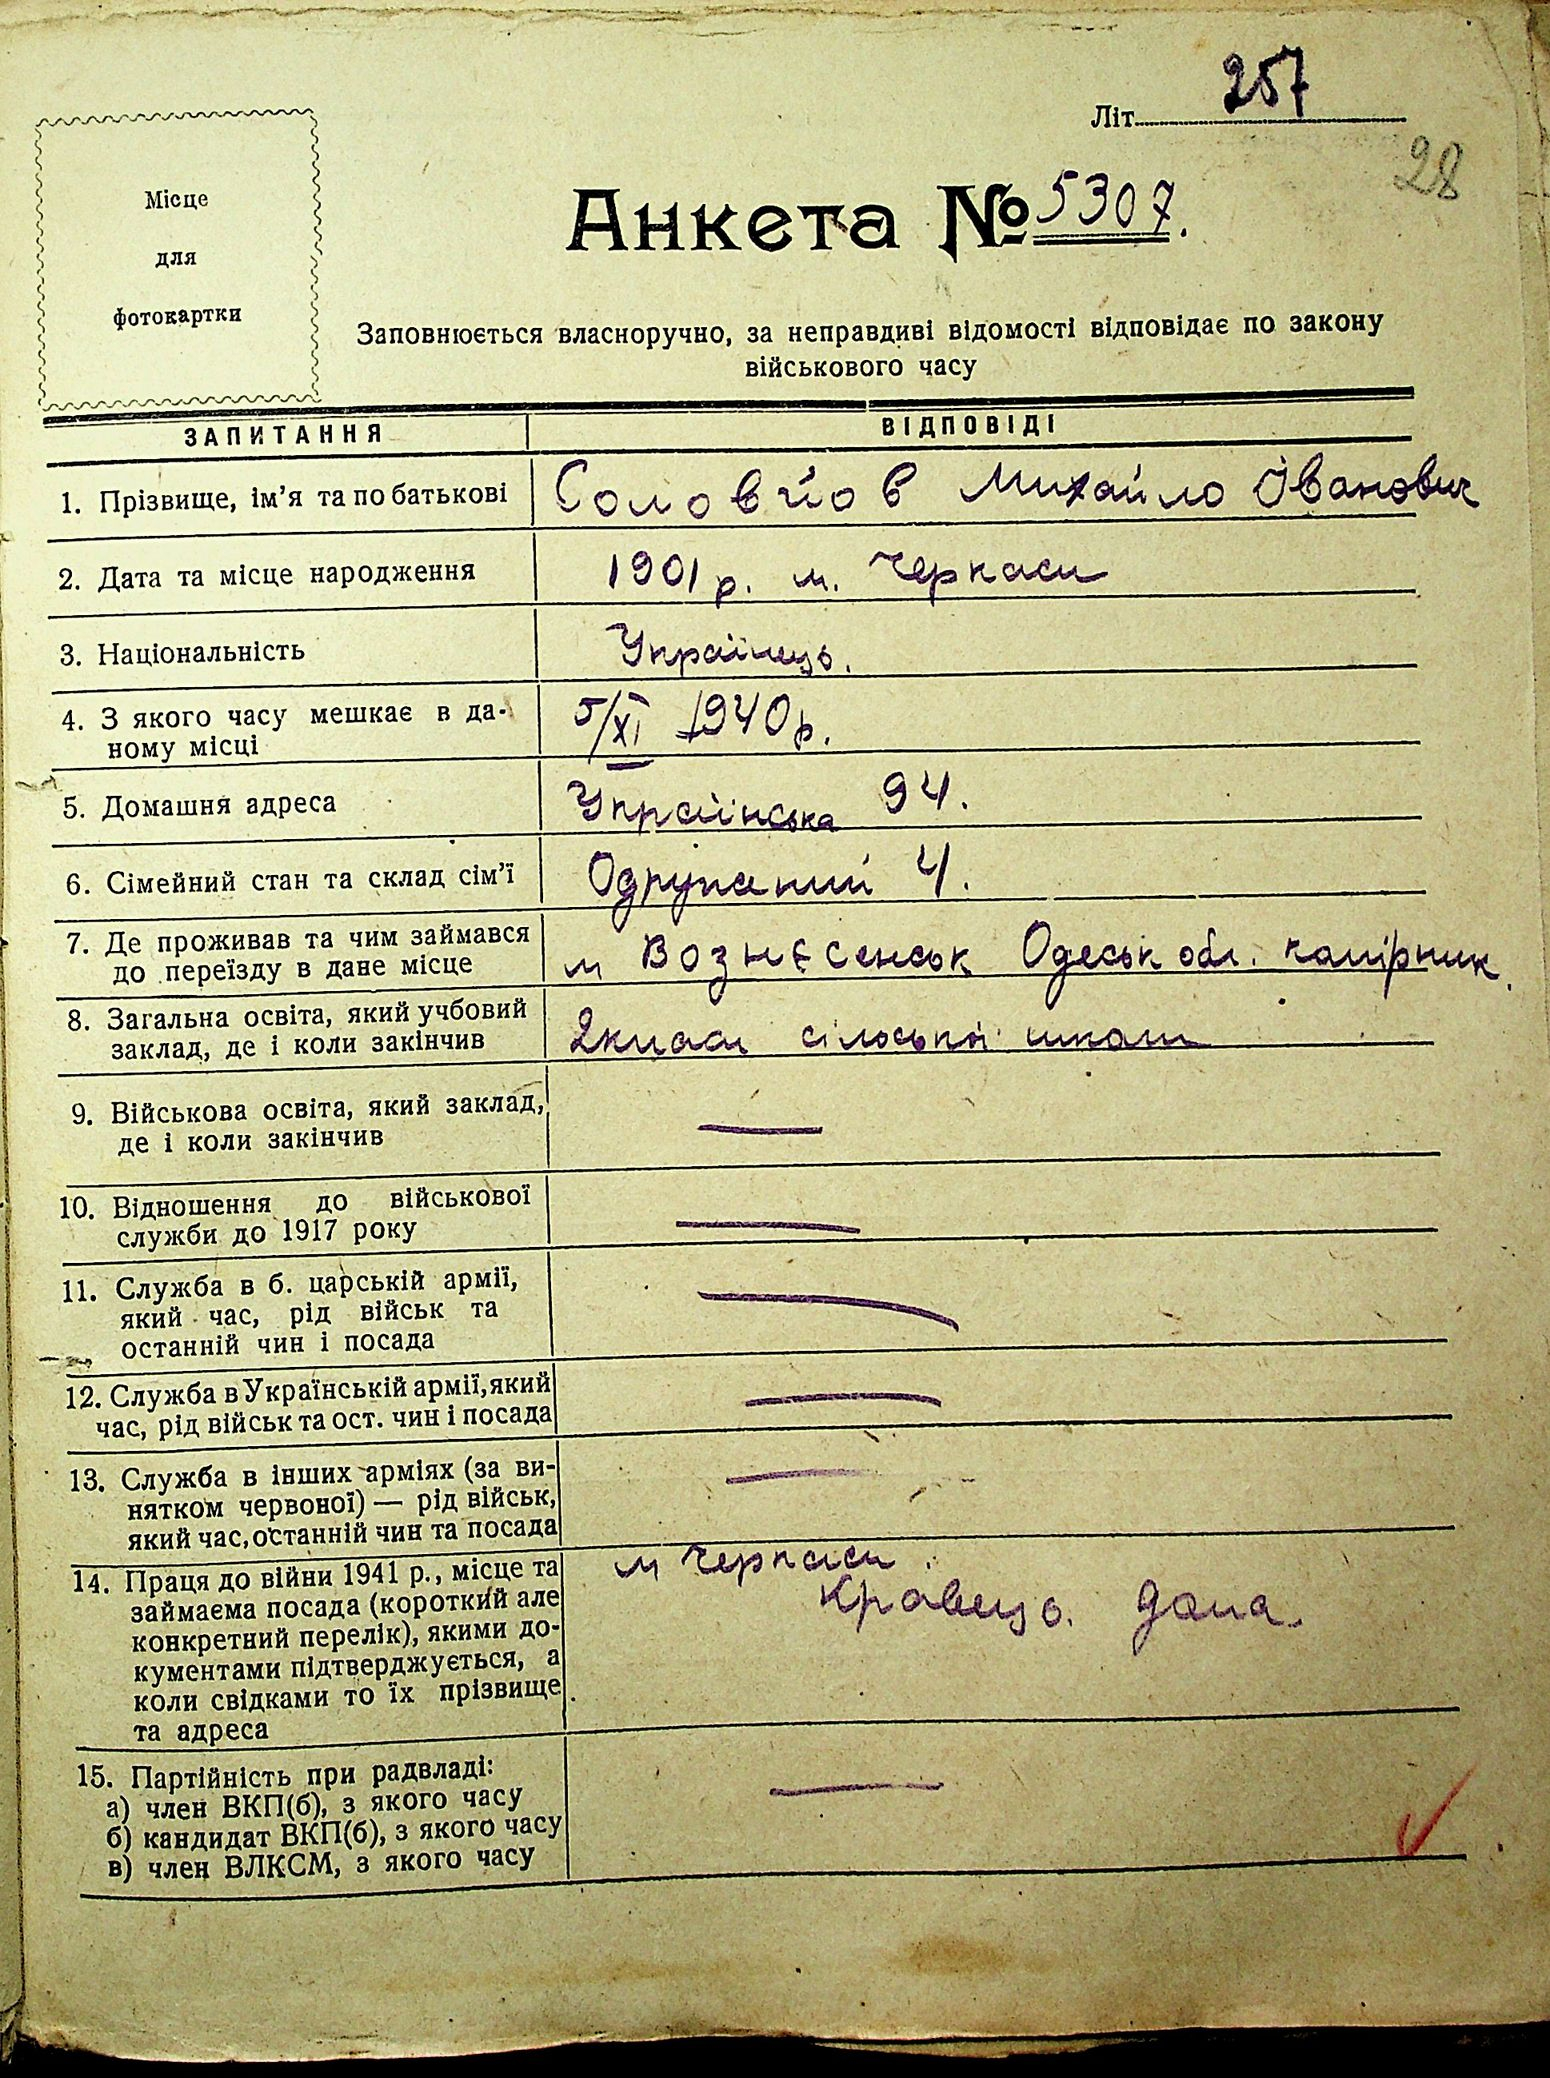 Літ. 257
28
Місце
для
фотокартки
Анкета № 5307.
Заповнюється власноручно, за неправдиві відомості відповідає по закону
військового часу
ЗАПИТАННЯ ВІДПОВІДІ
1. Прізвище, ім'я та по батькові Соловйов Михайло Іванович
2. Дата та місце народження 1901 р. м. Черкаси
3. Національність Українець.
4. З якого часу мешкає в да-
ному місці 5/XI 1940 р.
5. Домашня адреса Українська 94.
6. Сімейний стан та склад сім'ї Одружений 4.
7. Де проживав та чим займався
до переїзду в дане місце м Вознєсенськ Одеськ обл.
8. Загальна освіта, який учбовий
заклад, де і коли закінчив 2 сілоської школи
9. Військова освіта, який заклад,
де і коли закінчив —
10. Відношення до військової
служби до 1917 року —
11. Служба в б. царській армії,
який час, рід військ та
останній чин і посада —
12. Служба в Українській армії, який
час, рід військ та ост. чин і посада —
13. Служба в інших арміях (за ви-
нятком червоної) — рід військ,
який час, останній чин та посада —
14. Праця до війни 1941 р., місце та
займаєма посада (короткий але
конкретний перелік), якими до-
кументами підтверджується, а
коли свідками то їх прізвище
та адреса
м Черкаси
Кравець. дома.
15. Партійність при радвладі:
а) член ВКП(б), з якого часу
б) кандидат ВКП(б), з якого часу
в) член ВЛКСМ, з якого часу —